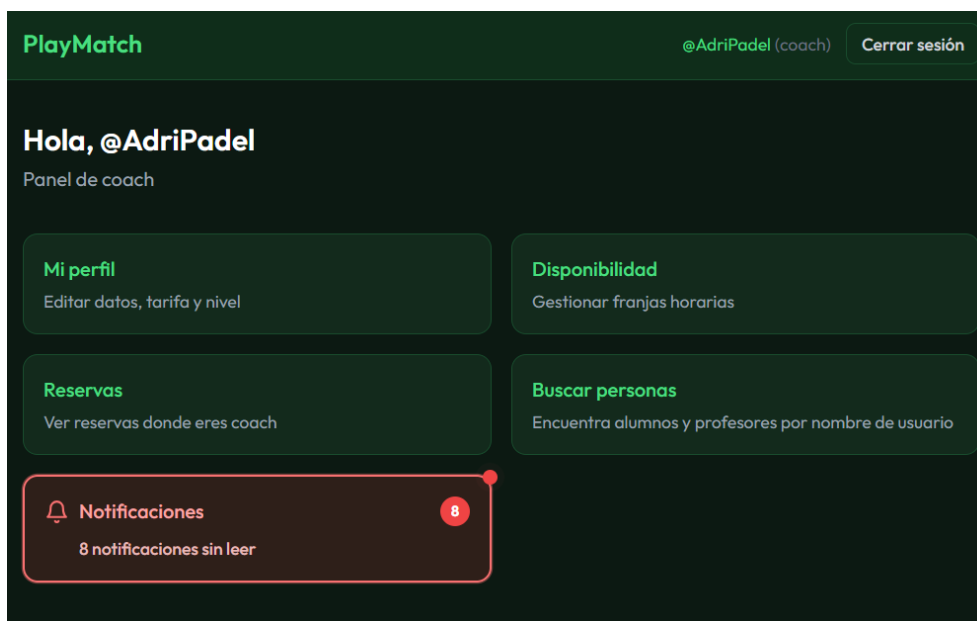 PlayMatch
@AdriPadel (coach)
Cerrar sesión
Hola, @AdriPadel
Panel de coach
Mi perfil
Editar datos, tarifa y nivel
Disponibilidad
Gestionar franjas horarias
Reservas
Ver reservas donde eres coach
Buscar personas
Encuentra alumnos y profesores por nombre de usuario
Notificaciones
8
8 notificaciones sin leer